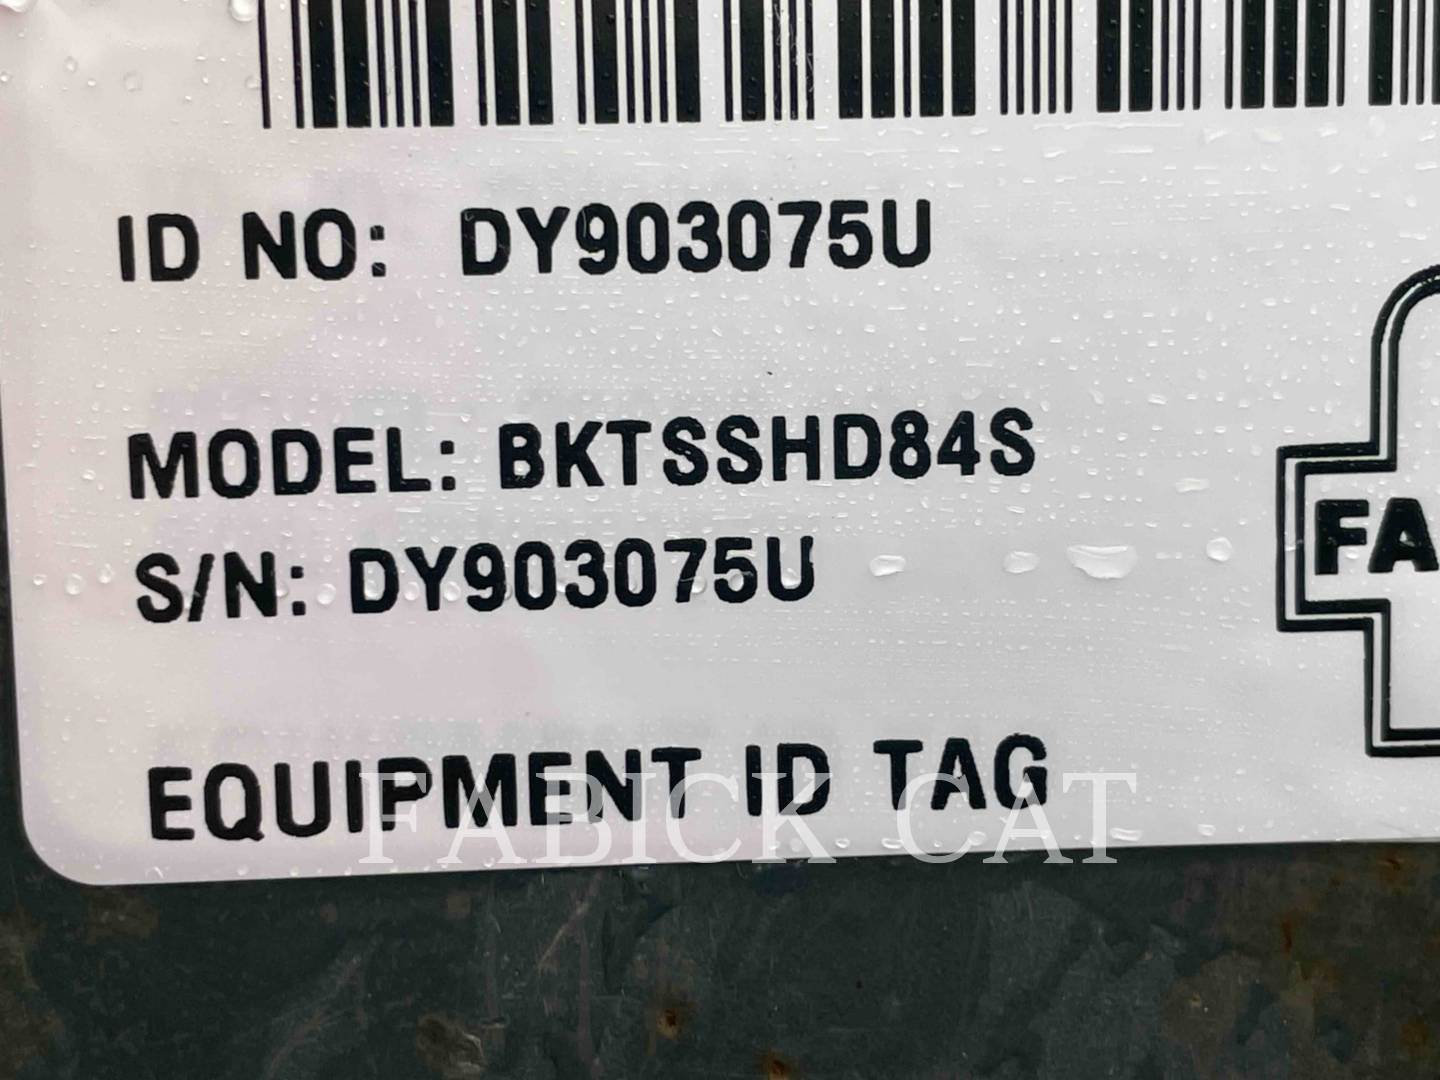 ID NO: DY903075U
MODEL: BKTSSHD84S
S/N: DY903075U
FA
EQUIPMENT ID TAG
FABICK CAT